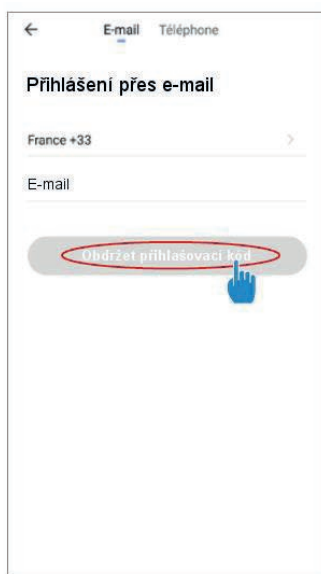 E-mail Téléphone
Přihlášení přes e-mail
France +33
E-mail
Obdržet přihlašovací kód